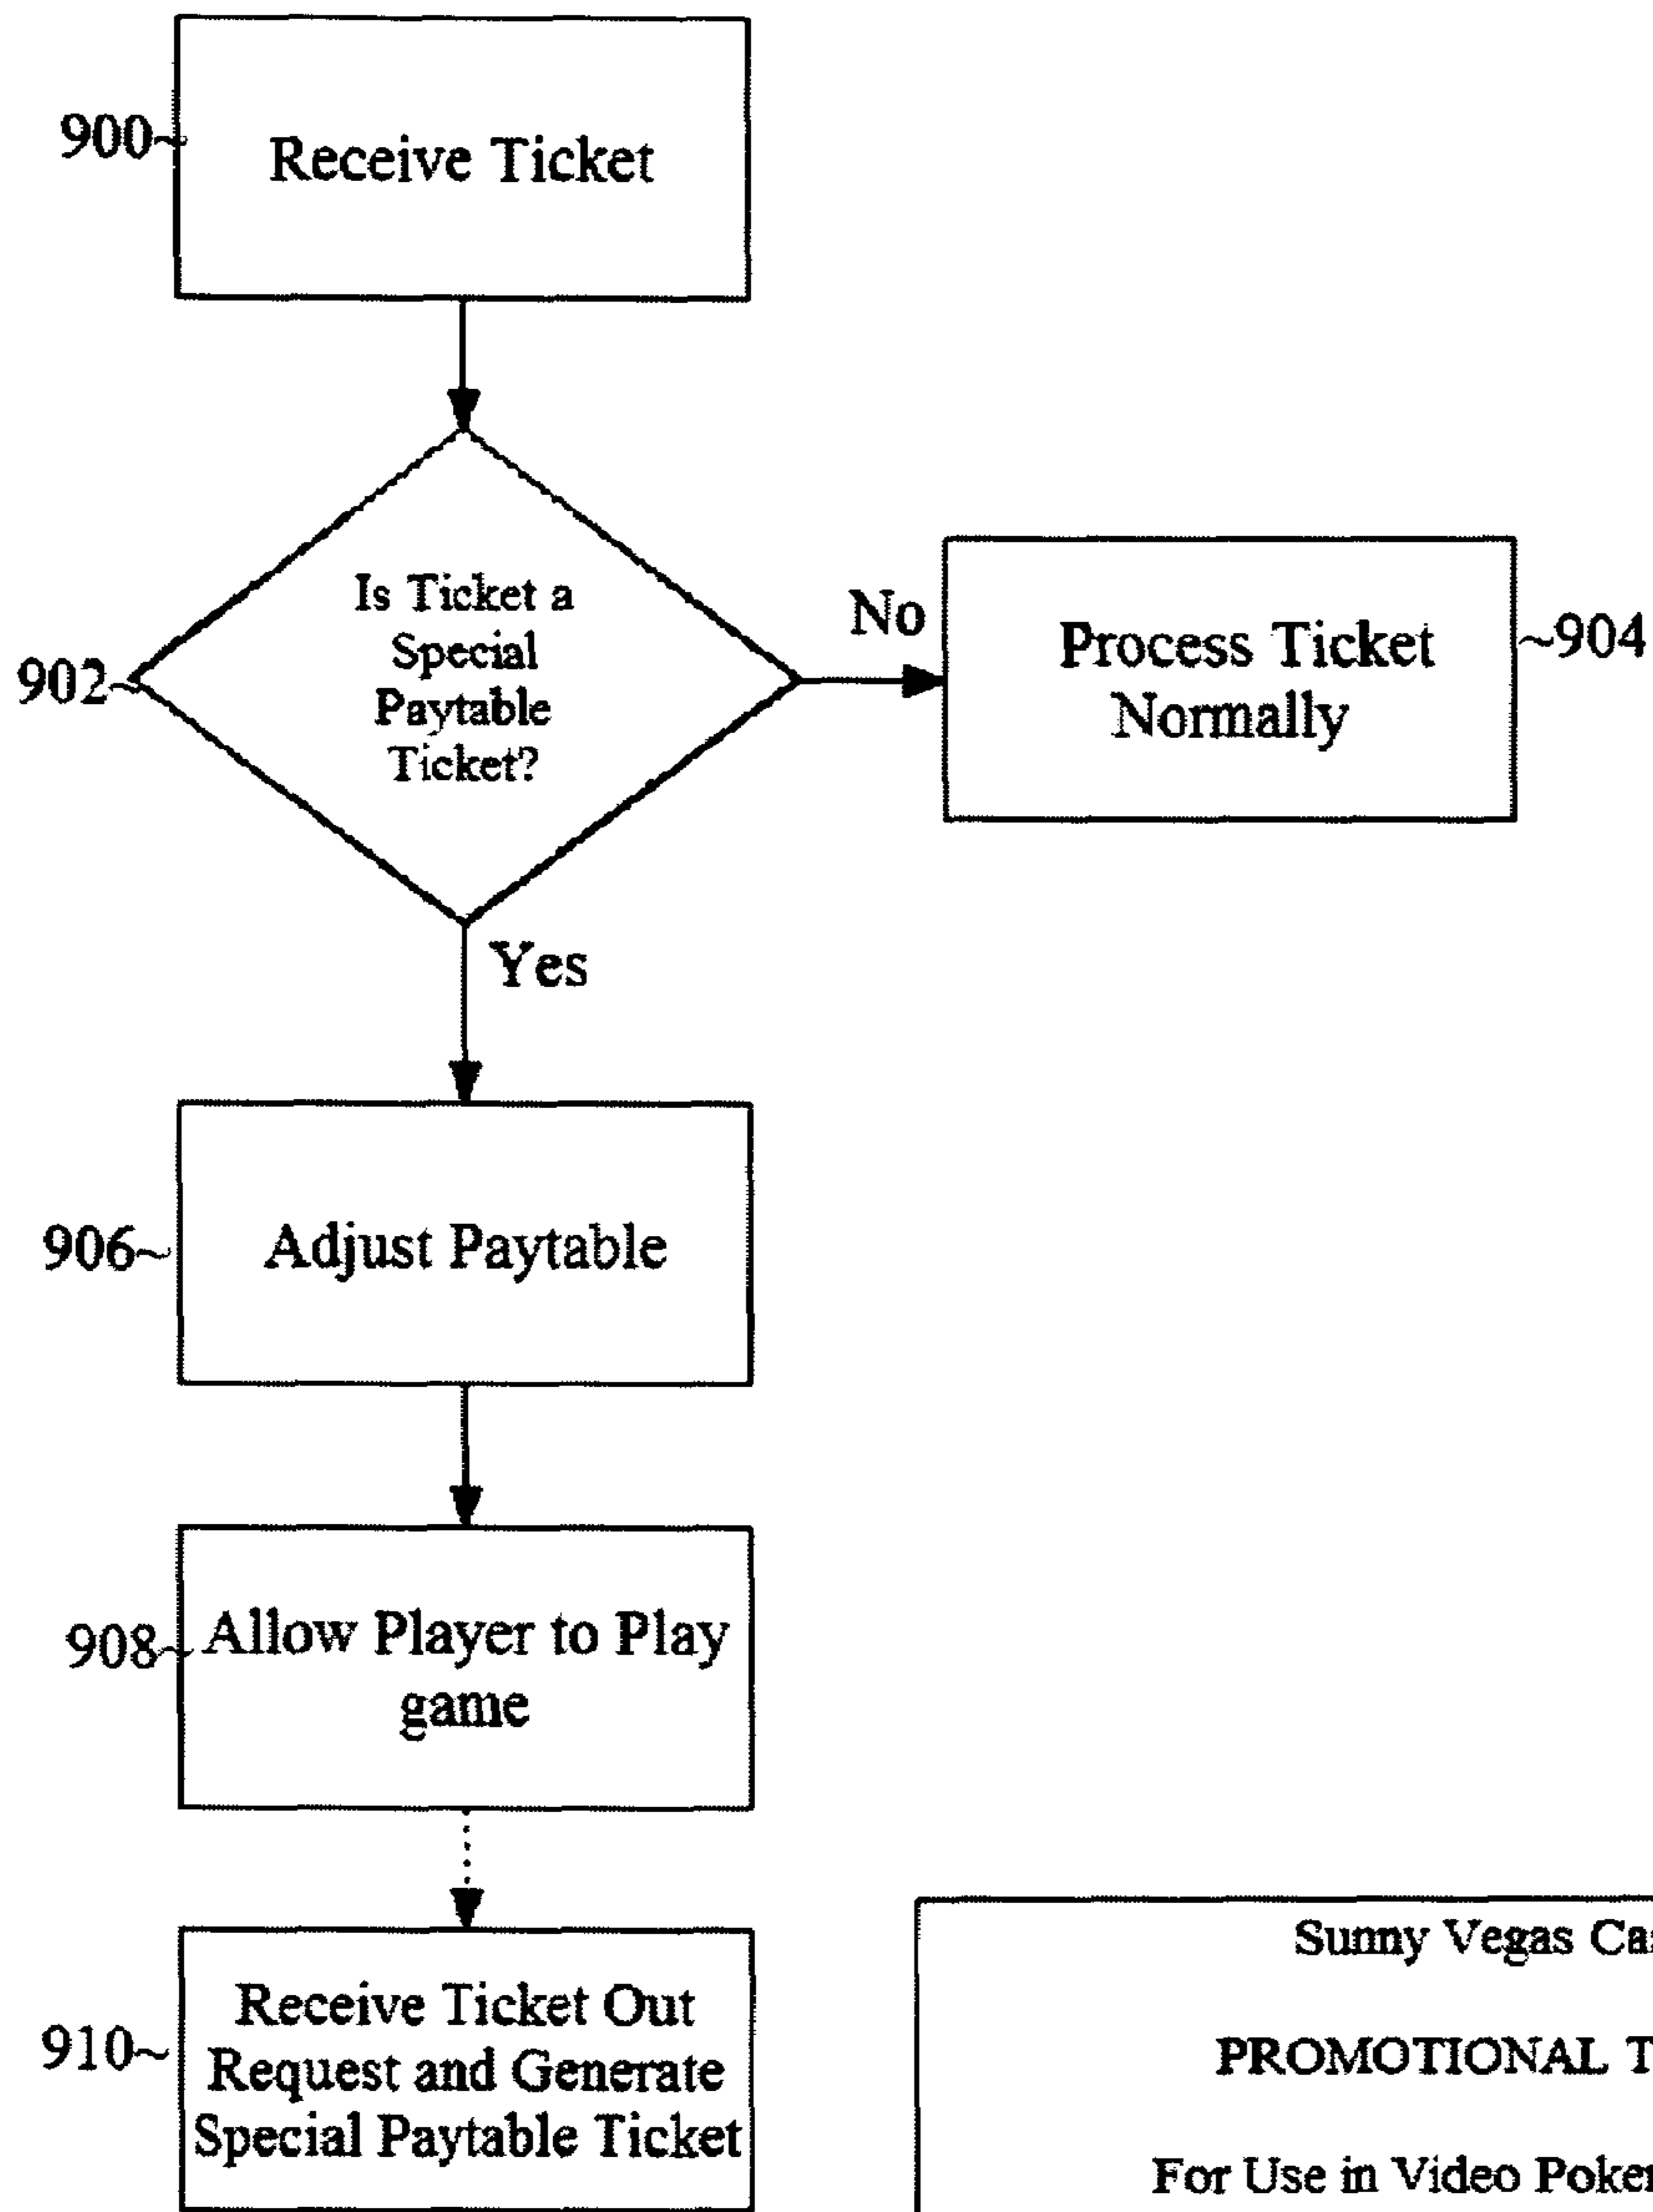 900~
Receive Ticket
Is Ticket a
Special
Paytable
Ticket?
902~
No
Process Ticket
Normally
~904
Yes
906~
Adjust Paytable
908~
Allow Player to Play
game
910~
Receive Ticket Out
Request and Generate
Special Paytable Ticket
Sunny Vegas
PROMOTIONAL
For Use in Video Poker